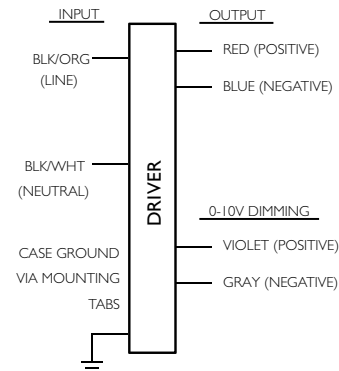 INPUT
OUTPUT
BLK/ORG
(LINE)
RED (POSITIVE)
BLUE (NEGATIVE)
BLK/WHT
(NEUTRAL)
DRIVER
0-10V DIMMING
VIOLET (POSITIVE)
GRAY (NEGATIVE)
CASE GROUND
VIA MOUNTING
TABS